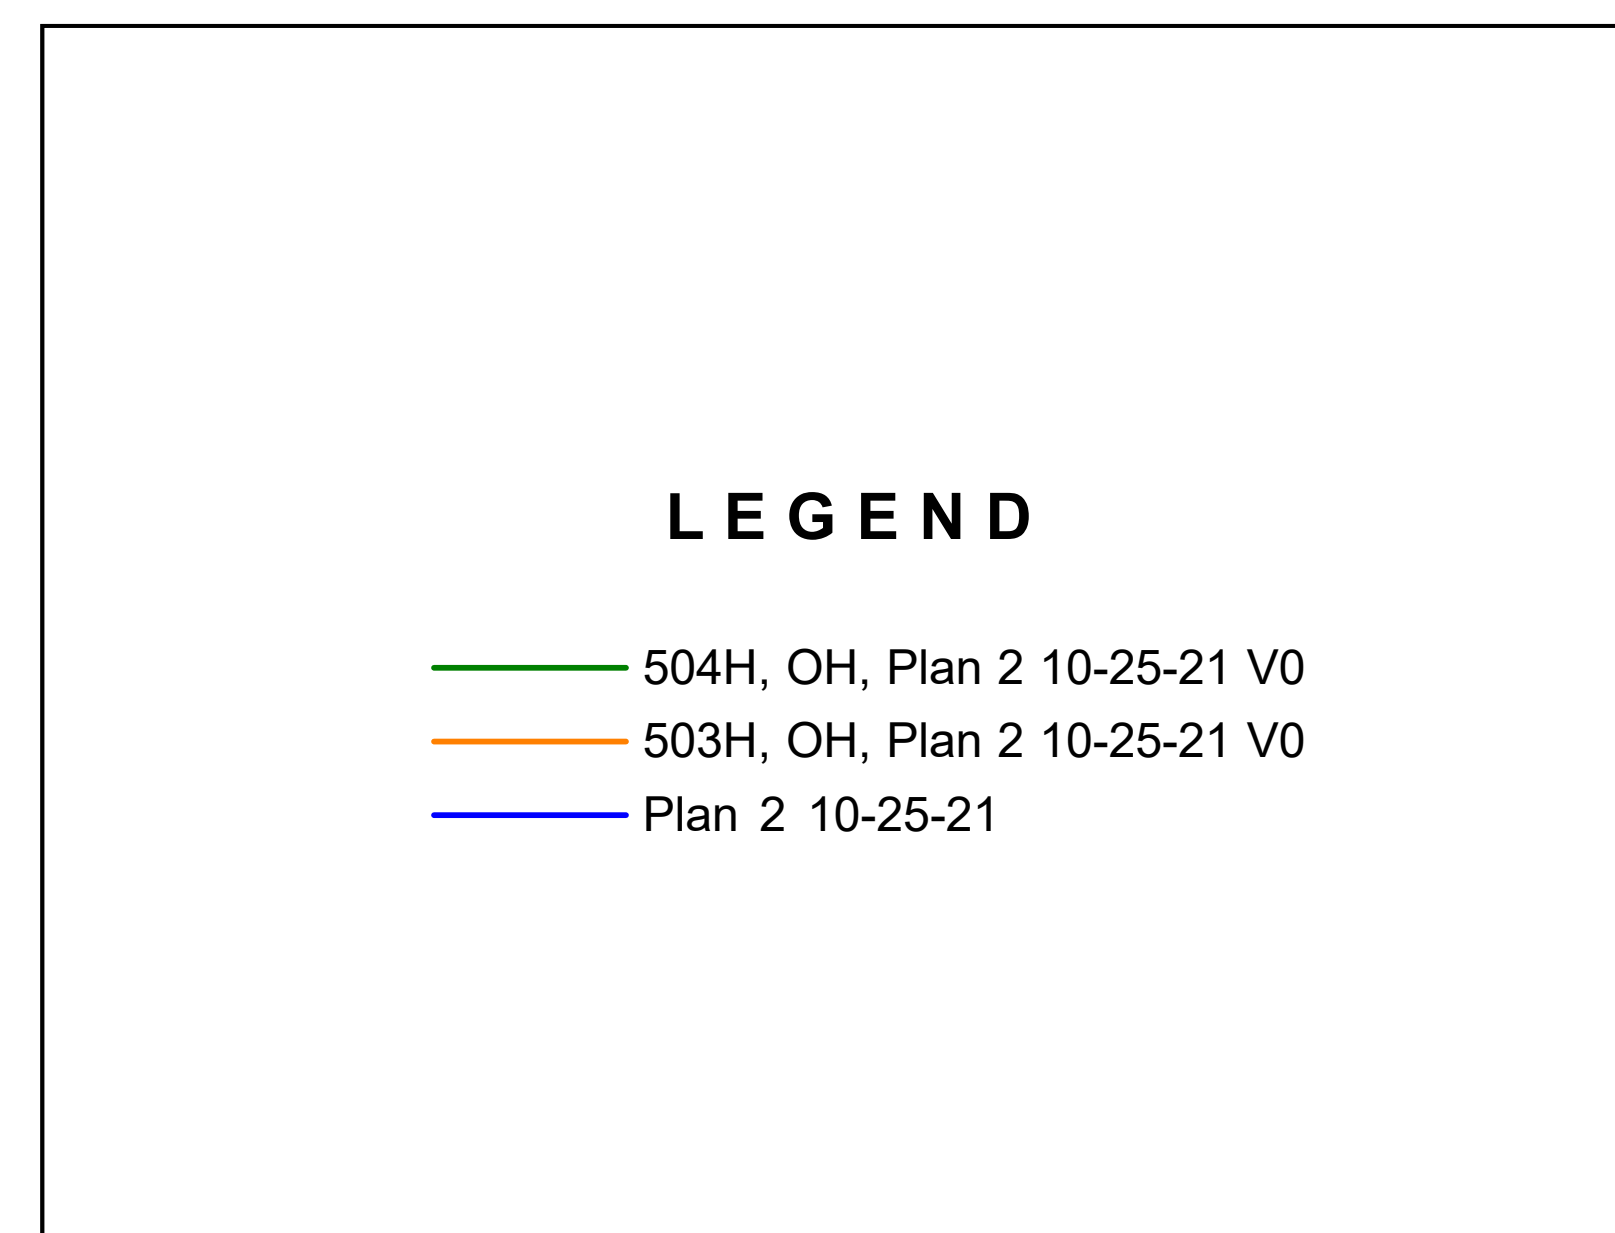 L E G E N D
504H, OH, Plan 2 10-25-21 V0
503H, OH, Plan 2 10-25-21 V0
Plan 2 10-25-21